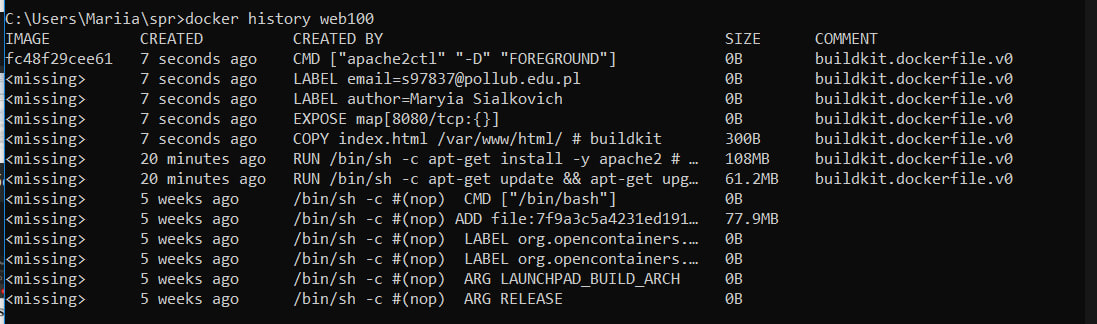 C:\Users\Mariia\spr>docker history web100
IMAGE CREATED CREATED BY SIZE COMMENT
fc48f29cee61 7 seconds ago CMD ["apache2ctl" "-D" "FOREGROUND"] 0B buildkit.dockerfile.v0
<missing> 7 seconds ago LABEL email=s97837@pollub.edu.pl 0B buildkit.dockerfile.v0
<missing> 7 seconds ago LABEL author=Maryia Sialkovich 0B buildkit.dockerfile.v0
<missing> 7 seconds ago EXPOSE map[8080/tcp:{}] 0B buildkit.dockerfile.v0
<missing> 7 seconds ago COPY index.html /var/www/html/ # buildkit 300B buildkit.dockerfile.v0
<missing> 20 minutes ago RUN /bin/sh -c apt-get install -y apache2 # … 108MB buildkit.dockerfile.v0
<missing> 20 minutes ago RUN /bin/sh -c apt-get update && apt-get upg… 61.2MB buildkit.dockerfile.v0
<missing> 5 weeks ago /bin/sh -c #(nop) CMD ["/bin/bash"] 0B
<missing> 5 weeks ago /bin/sh -c #(nop) ADD file:7f9a3c5a4231ed191… 77.9MB
<missing> 5 weeks ago /bin/sh -c #(nop) LABEL org.opencontainers.… 0B
<missing> 5 weeks ago /bin/sh -c #(nop) LABEL org.opencontainers.… 0B
<missing> 5 weeks ago /bin/sh -c #(nop) ARG LAUNCHPAD_BUILD_ARCH 0B
<missing> 5 weeks ago /bin/sh -c #(nop) ARG RELEASE 0B